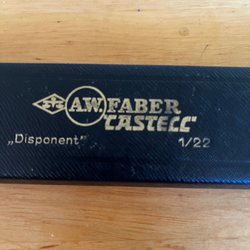 A.W. FABER
"CASTELL"
„Disponent" 1/22